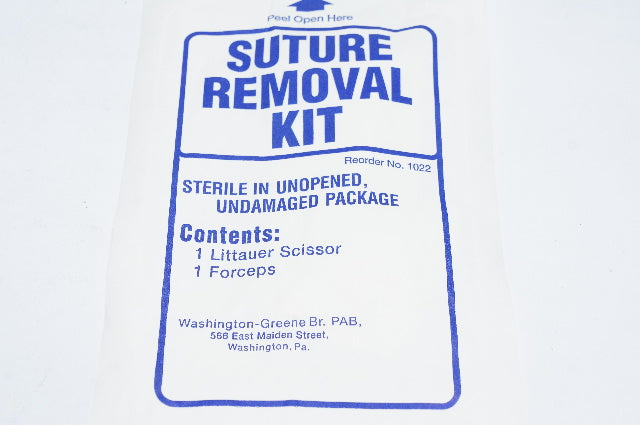 Peel Open Here
SUTURE
REMOVAL
KIT
Reorder No. 1022
STERILE IN UNOPENED,
UNDAMAGED PACKAGE
Contents:
1 Littauer Scissor
1 Forceps
Washington-Greene Br. PAB,
566 East Maiden Street,
Washington, Pa.